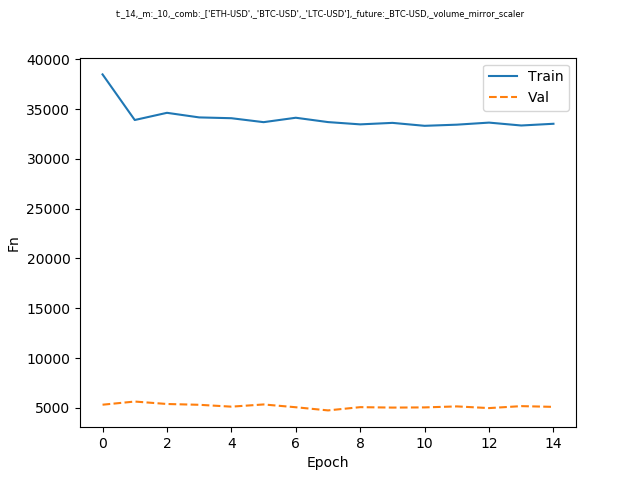 t:_14,_m:_10,_comb:_['ETH-USD',_'BTC-USD',_'LTC-USD'],_future:_BTC-USD,_volume_mirror_scaler
40000
35000
30000
25000
20000
15000
10000
5000
Fn
Train
Val
0 2 4 6 8 10 12 14
Epoch